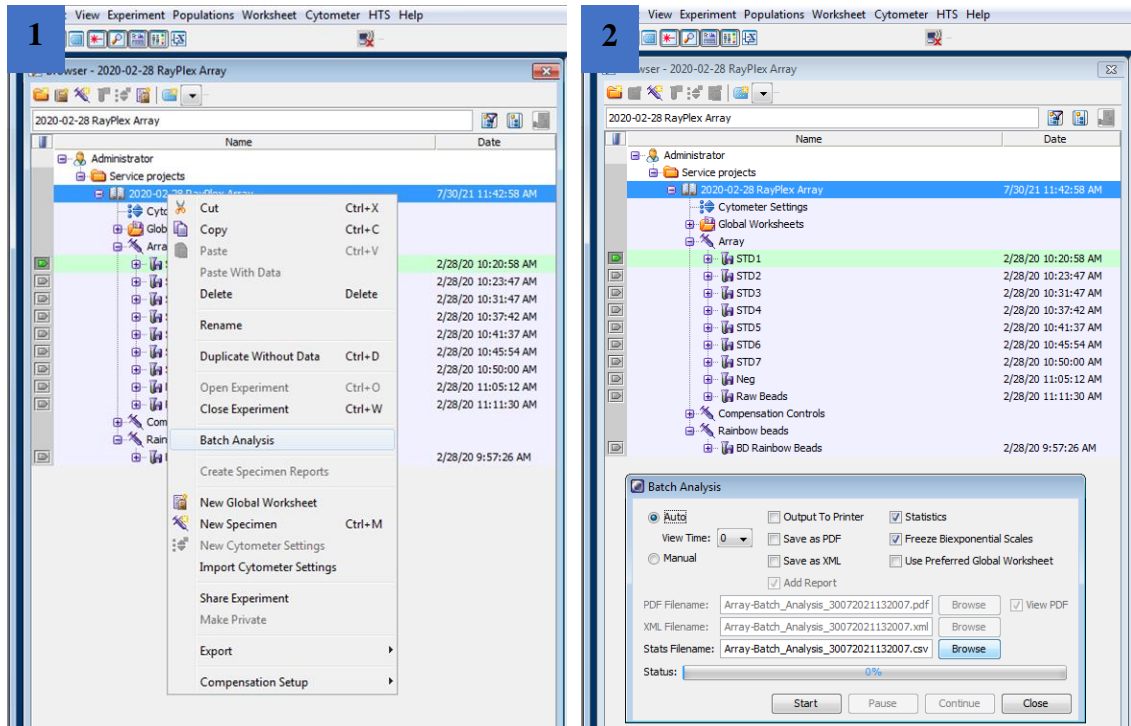 1
View Experiment Populations Worksheet Cytometer HTS Help
wser - 2020-02-28 RayPlex Array
2020-02-28 RayPlex Array
Name Date
Administrator
Service projects
2020-02-28 RayPlex Array 7/30/21 11:42:58 AM
Cyto
Glob
Arra
2/28/20 10:20:58 AM
2/28/20 10:23:47 AM
2/28/20 10:31:47 AM
2/28/20 10:37:42 AM
2/28/20 10:41:37 AM
2/28/20 10:45:54 AM
2/28/20 10:50:00 AM
2/28/20 11:05:12 AM
2/28/20 11:11:30 AM
Com
Rain
2/28/20 9:57:26 AM
Cut Ctrl+X
Copy Ctrl+C
Paste Ctrl+V
Paste With Data
Delete Delete
Rename
Duplicate Without Data Ctrl+D
Open Experiment Ctrl+O
Close Experiment Ctrl+W
Batch Analysis
Create Specimen Reports
New Global Worksheet
New Specimen Ctrl+M
New Cytometer Settings
Import Cytometer Settings
Share Experiment
Make Private
Export
Compensation Setup
2
View Experiment Populations Worksheet Cytometer HTS Help
wser - 2020-02-28 RayPlex Array
2020-02-28 RayPlex Array
Name Date
Administrator
Service projects
2020-02-28 RayPlex Array 7/30/21 11:42:58 AM
Cytometer Settings
Global Worksheets
Array
STD1 2/28/20 10:20:58 AM
STD2 2/28/20 10:23:47 AM
STD3 2/28/20 10:31:47 AM
STD4 2/28/20 10:37:42 AM
STD5 2/28/20 10:41:37 AM
STD6 2/28/20 10:45:54 AM
STD7 2/28/20 10:50:00 AM
Neg 2/28/20 11:05:12 AM
Raw Beads 2/28/20 11:11:30 AM
Compensation Controls
Rainbow beads
BD Rainbow Beads 2/28/20 9:57:26 AM
Batch Analysis
Auto Output To Printer Statistics
View Time: 0 Save as PDF Freeze Biexponential Scales
Manual Save as XML Use Preferred Global Worksheet
Add Report
PDF Filename: Array-Batch_Analysis_30072021132007.pdf Browse View PDF
XML Filename: Array-Batch_Analysis_30072021132007.xml Browse
Stats Filename: Array-Batch_Analysis_30072021132007.csv Browse
Status: 0%
Start Pause Continue Close